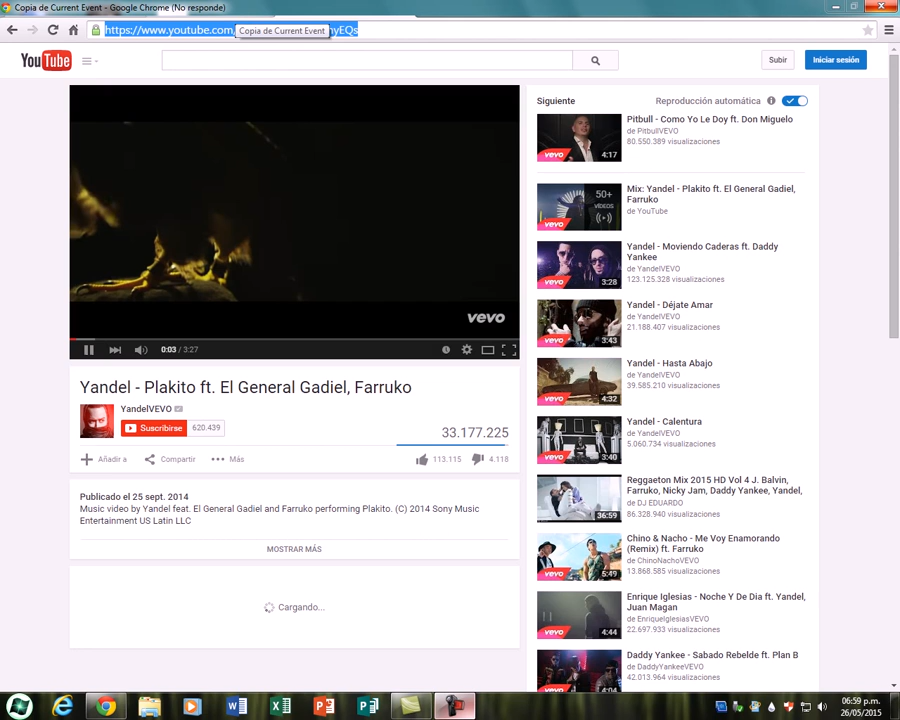 Copia de Current Event - Google Chrome (No responde)
https://www.youtube.com/
Copia de Current Event
nyEQs
YouTube
Subir
Iniciar sesión
vevo
0:03 / 3:27
Yandel - Plakito ft. El General Gadiel, Farruko
YandelVEVO
Suscribirse
620.439
33.177.225
Añadir a
Compartir
Más
113.115
4.118
Publicado el 25 sept. 2014
Music video by Yandel feat. El General Gadiel and Farruko performing Plakito. (C) 2014 Sony Music
Entertainment US Latin LLC
MOSTRAR MÁS
Cargando...
Siguiente
Reproducción automática
vevo
4:17
Pitbull - Como Yo Le Doy ft. Don Miguelo
de PitbullVEVO
80.550.389 visualizaciones
vevo
50+
VÍDEOS
Mix: Yandel - Plakito ft. El General Gadiel,
Farruko
de YouTube
vevo
3:28
Yandel - Moviendo Caderas ft. Daddy
Yankee
de YandelVEVO
123.125.328 visualizaciones
vevo
3:43
Yandel - Déjate Amar
de YandelVEVO
21.188.407 visualizaciones
vevo
4:32
Yandel - Hasta Abajo
de YandelVEVO
39.585.210 visualizaciones
vevo
3:40
Yandel - Calentura
de YandelVEVO
5.060.734 visualizaciones
36:59
Reggaeton Mix 2015 HD Vol 4 J. Balvin,
Farruko, Nicky Jam, Daddy Yankee, Yandel,
de DJ EDUARDO
86.328.940 visualizaciones
vevo
5:49
Chino & Nacho - Me Voy Enamorando
(Remix) ft. Farruko
de ChinoNachoVEVO
13.868.585 visualizaciones
vevo
4:44
Enrique Iglesias - Noche Y De Dia ft. Yandel,
Juan Magan
de EnriqueIglesiasVEVO
22.697.933 visualizaciones
vevo
4:04
Daddy Yankee - Sabado Rebelde ft. Plan B
de DaddyYankeeVEVO
42.013.964 visualizaciones
06:59 p.m.
26/05/2015